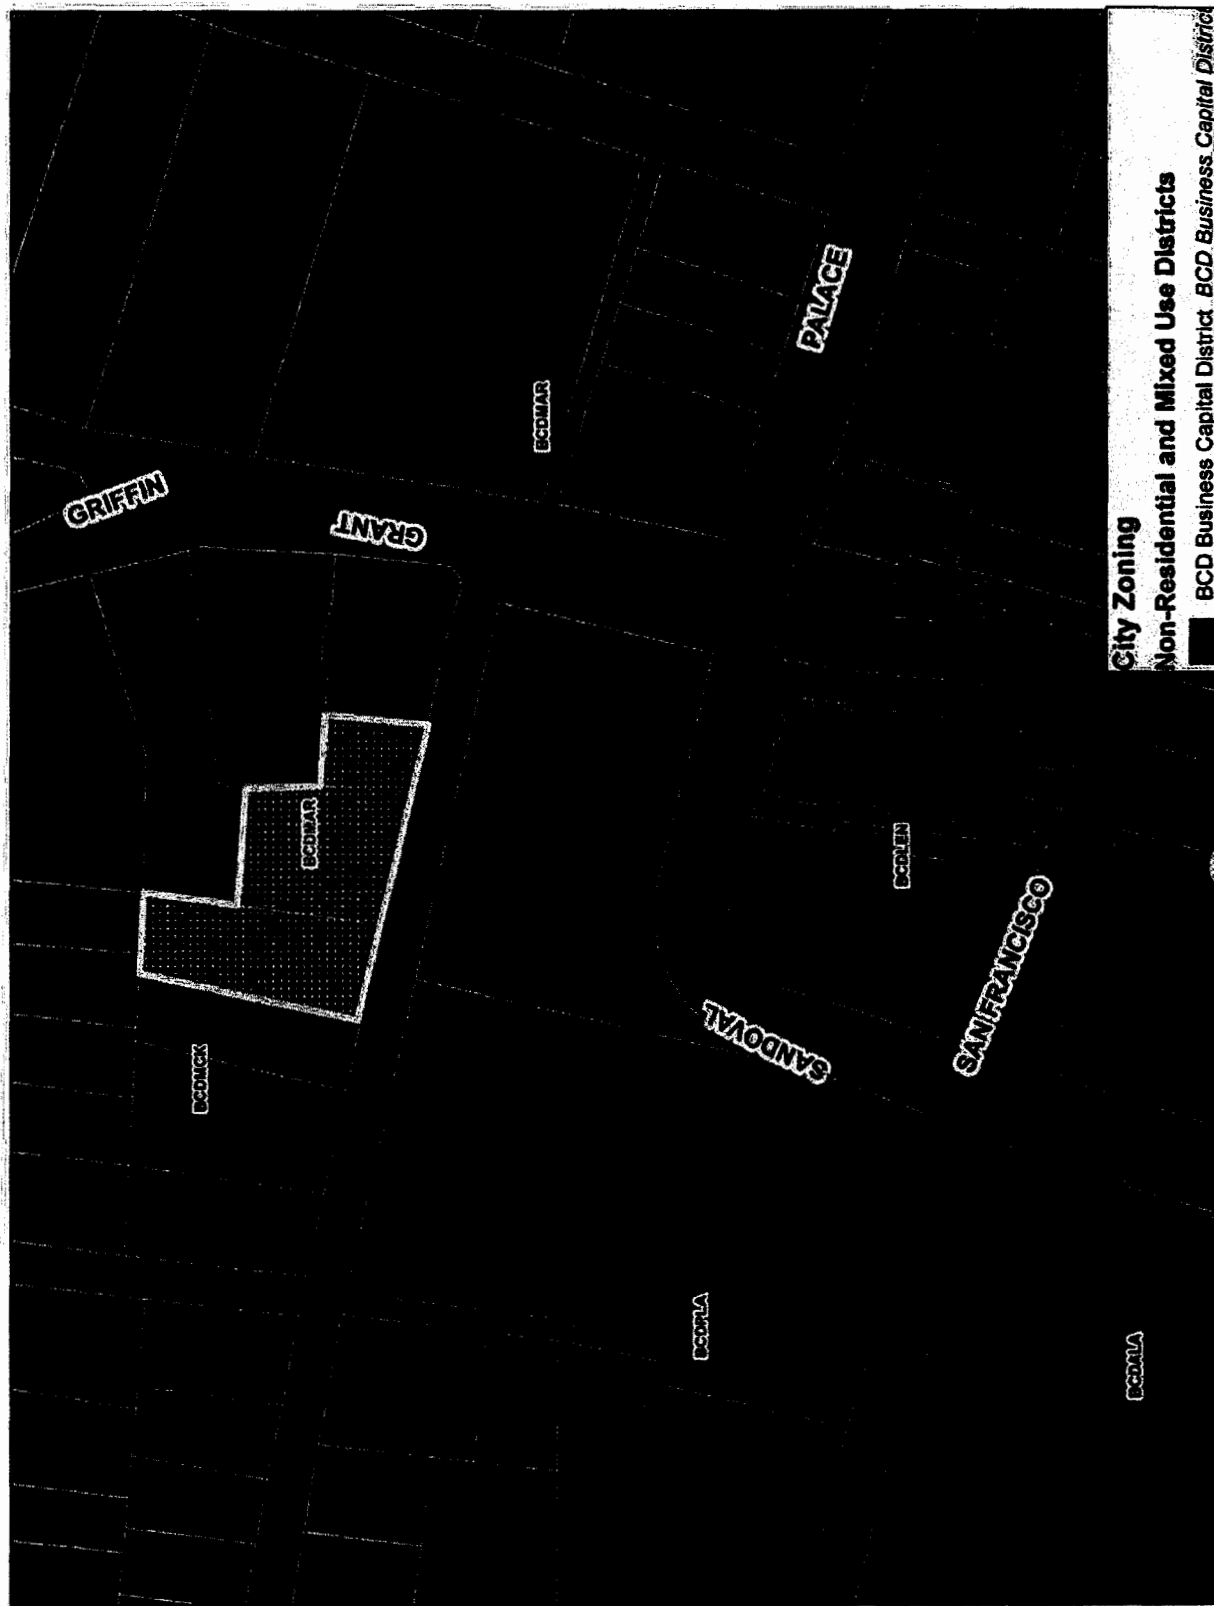 GRIFFIN
GRANT
PALACE
BCDMAR
BCDMAR
BCDMCK
BCDLEN
SAN FRANCISCO
SANDOVAL
BCDPLA
BCDALA
City Zoning
Non-Residential and Mixed Use Districts
BCD Business Capital District BCD Business Capital District